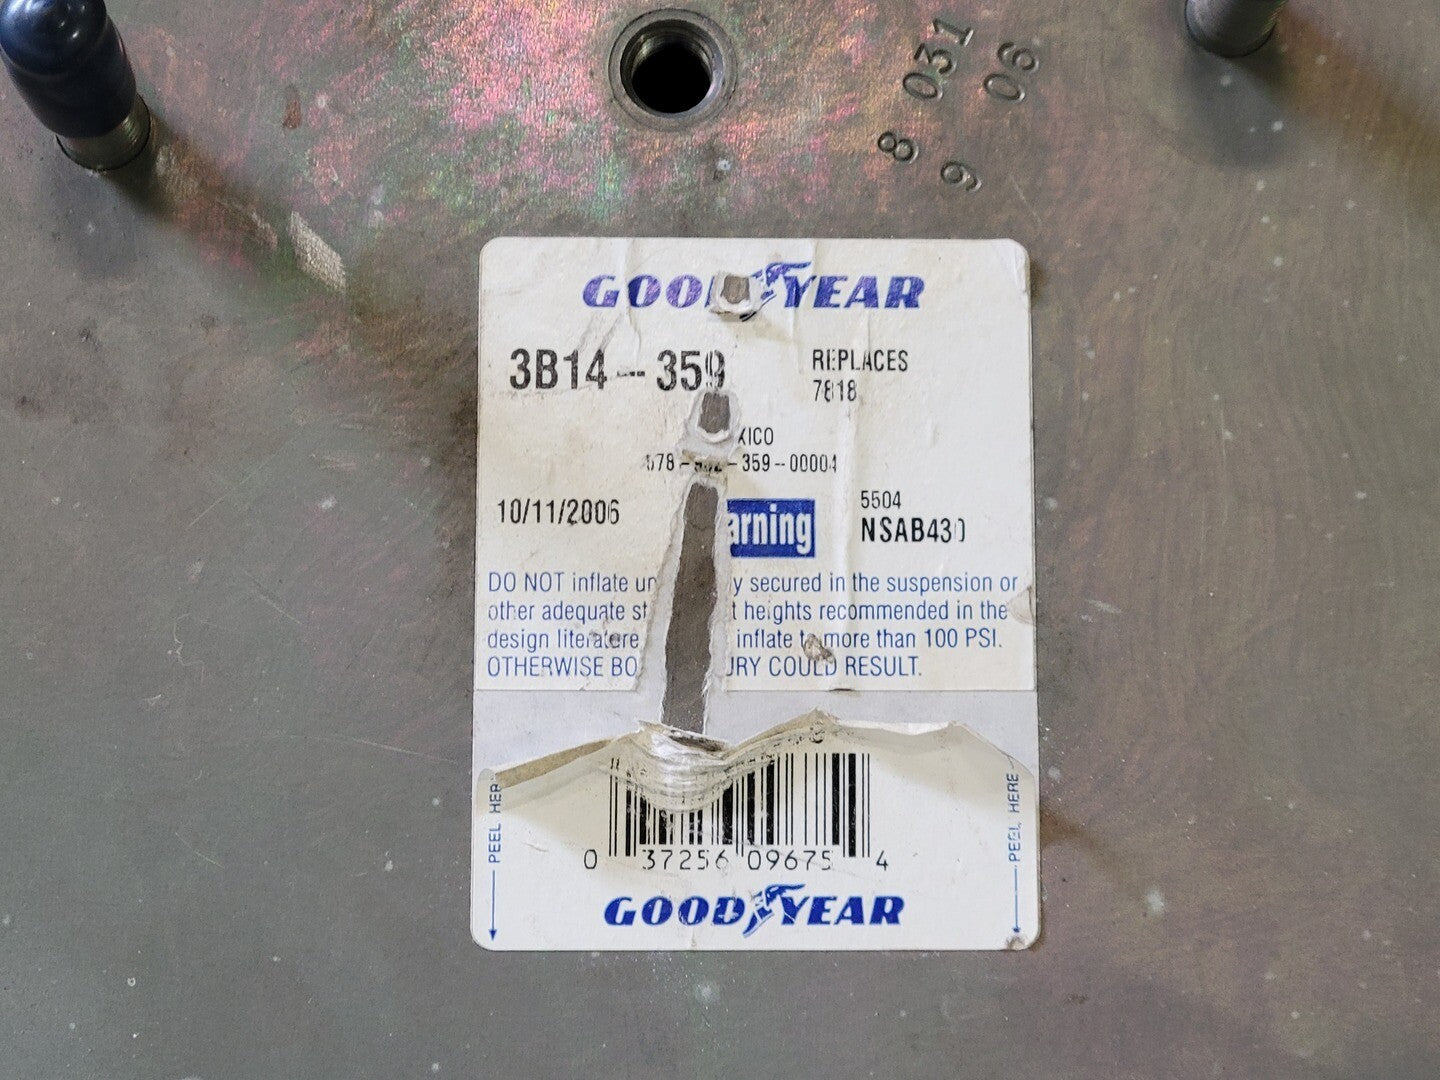 8 031
9 06
GOODYEAR
3B14-359
REPLACES
7818
578- -359-00004
10/11/2006
5504
NSAB430
DO NOT inflate secured in the suspension or
other adequate heights recommended in the
design literature inflate to more than 100 PSI.
OTHERWISE COULD RESULT.
PEEL HERE
PEEL HERE
0 37256 09675 4
GOODYEAR